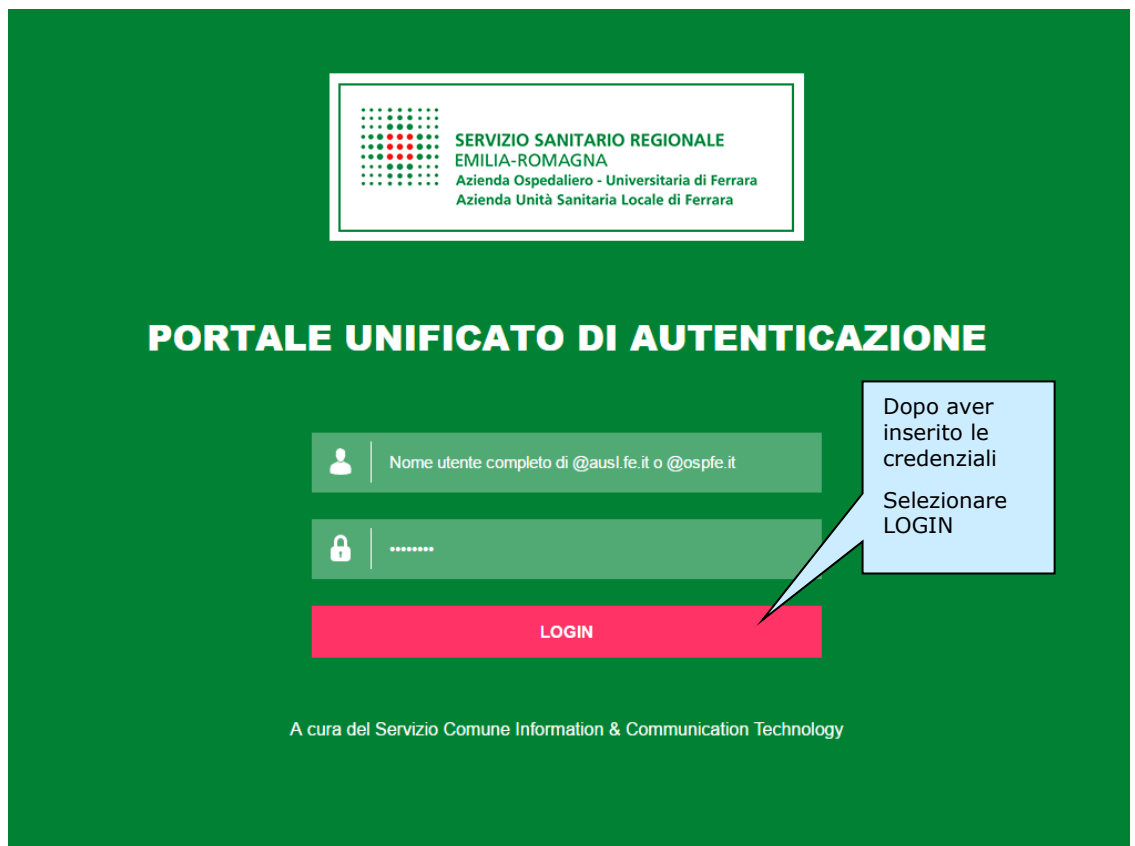 SERVIZIO SANITARIO REGIONALE
EMILIA-ROMAGNA
Azienda Ospedaliero - Universitaria di Ferrara
Azienda Unità Sanitaria Locale di Ferrara
PORTALE UNIFICATO DI AUTENTICAZIONE
Dopo aver
inserito le
credenziali
Selezionare
LOGIN
Nome utente completo di @ausl.fe.it o @ospfe.it
••••••••
LOGIN
A cura del Servizio Comune Information & Communication Technology